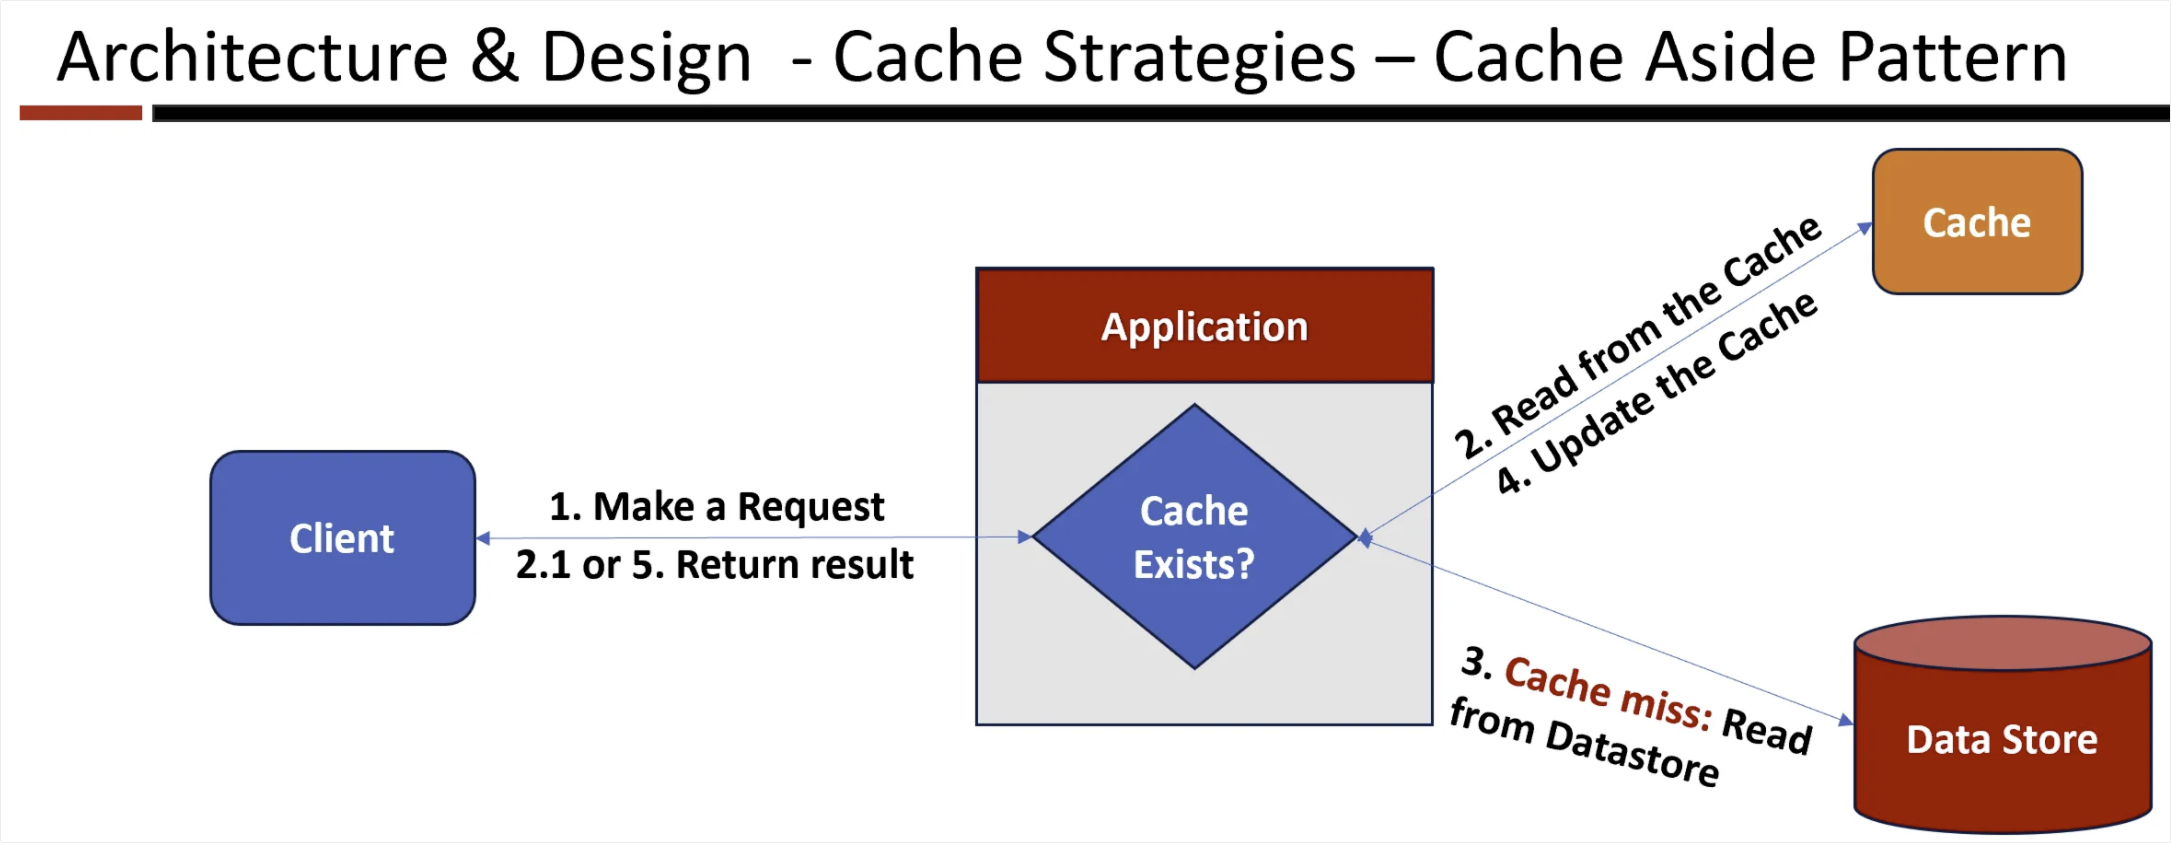 Architecture & Design - Cache Strategies – Cache Aside Pattern
Cache
Application
2. Read from the Cache
4. Update the Cache
Client
1. Make a Request
2.1 or 5. Return result
Cache
Exists?
3. Cache miss: Read
from Datastore
Data Store